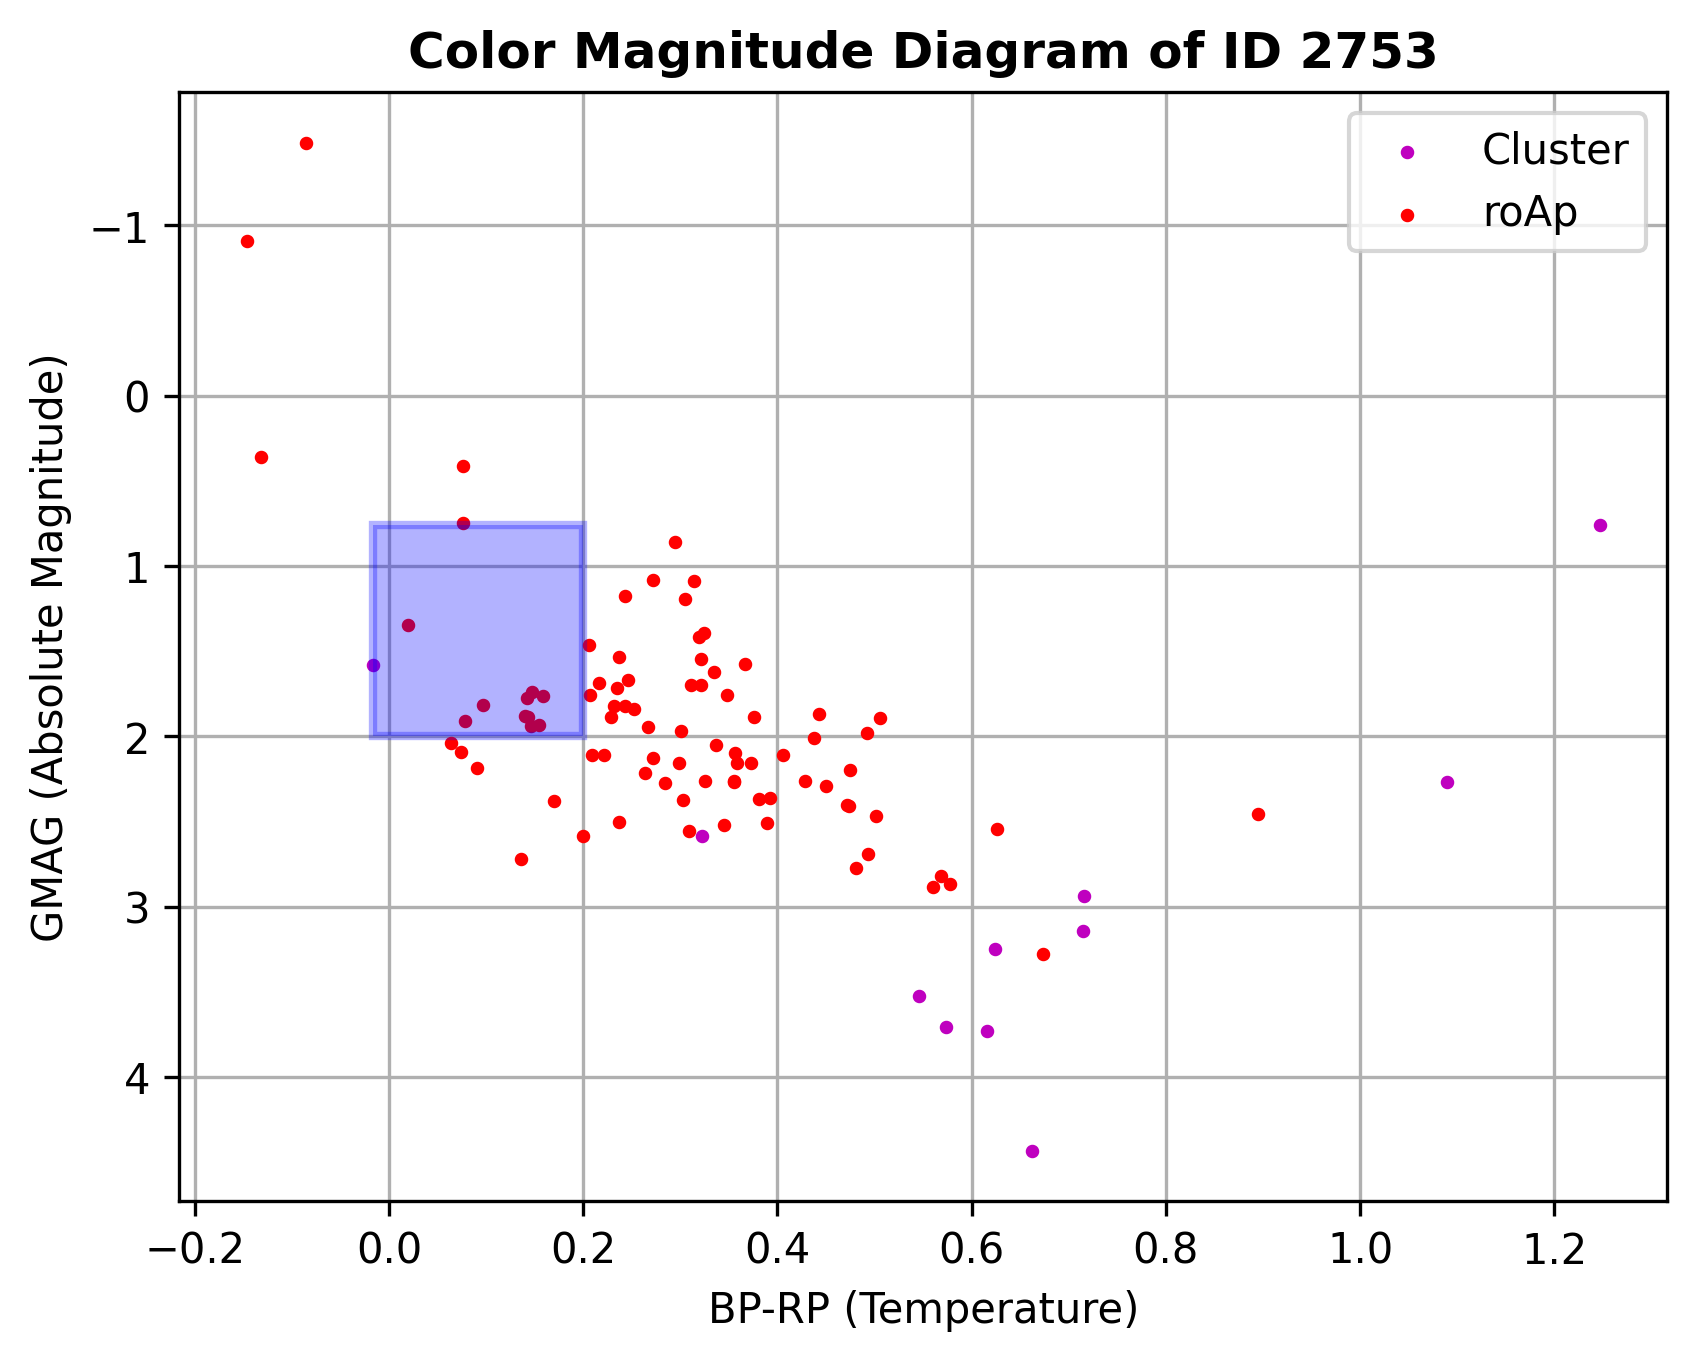 Color Magnitude Diagram of ID 2753
Cluster
roAp
GMAG (Absolute Magnitude)
−1
0
1
2
3
4
−0.2 0.0 0.2 0.4 0.6 0.8 1.0 1.2
BP-RP (Temperature)